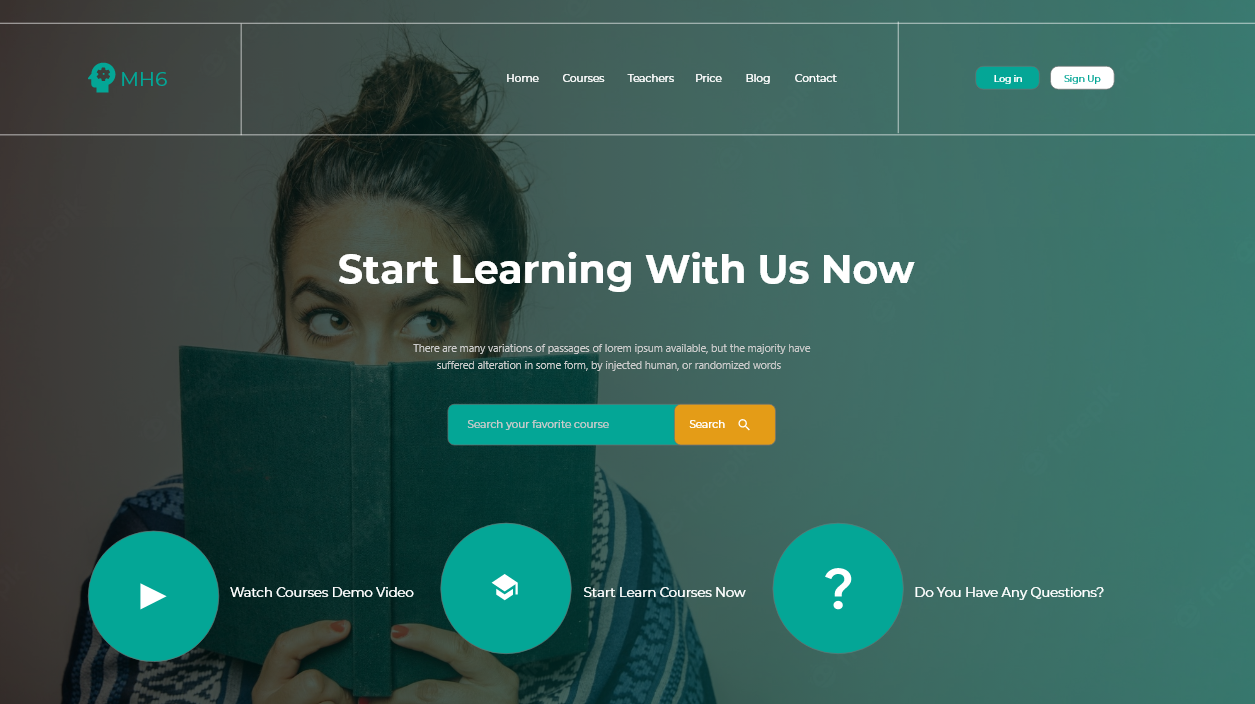 MH6
Home Courses Teachers Price Blog Contact
Log in Sign Up
Start Learning With Us Now
There are many variations of passages of lorem ipsum available, but the majority have
suffered alteration in some form, by injected human, or randomized words
Search your favorite course Search
Watch Courses Demo Video
Start Learn Courses Now
?
Do You Have Any Questions?